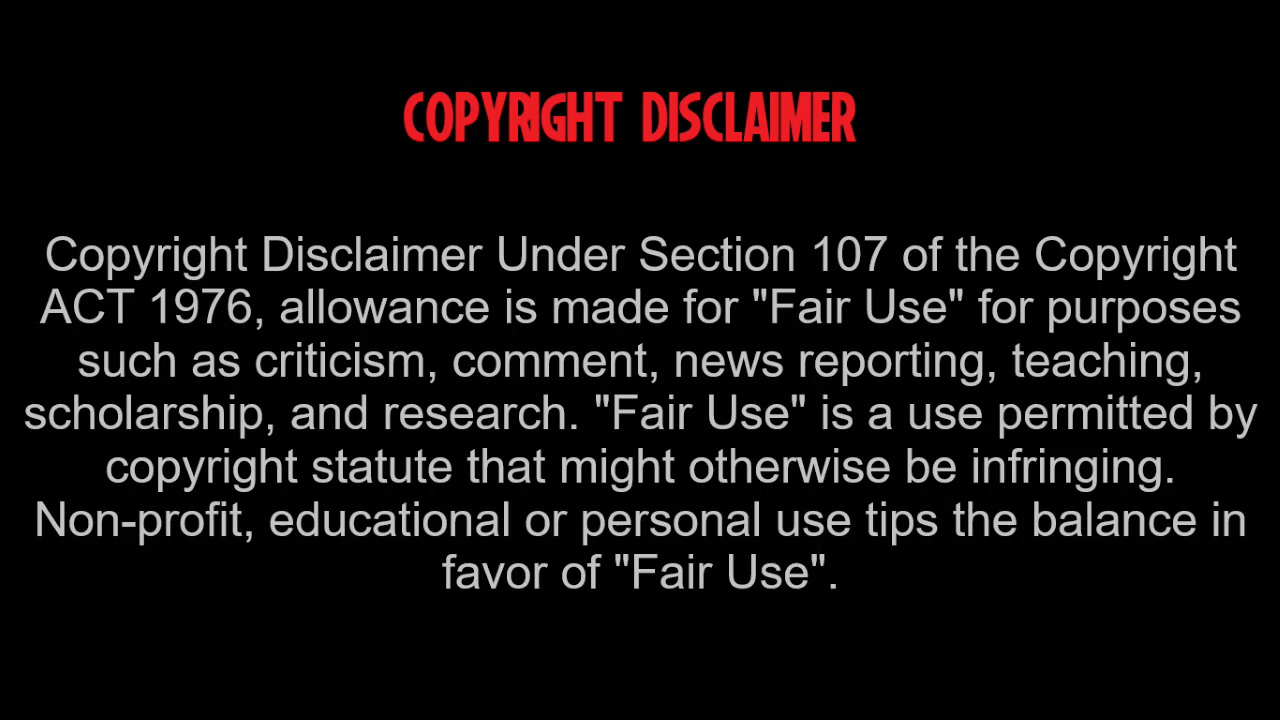 COPYRIGHT DISCLAIMER
Copyright Disclaimer Under Section 107 of the Copyright
ACT 1976, allowance is made for "Fair Use" for purposes
such as criticism, comment, news reporting, teaching,
scholarship, and research. "Fair Use" is a use permitted by
copyright statute that might otherwise be infringing.
Non-profit, educational or personal use tips the balance in
favor of "Fair Use".